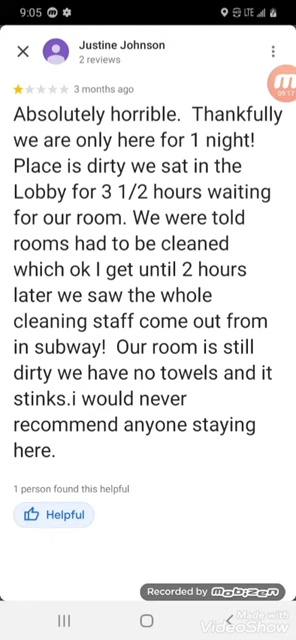 9:05 m LTE
Justine Johnson
2 reviews
3 months ago
m
09:17
Absolutely horrible. Thankfully
we are only here for 1 night!
Place is dirty we sat in the
Lobby for 3 1/2 hours waiting
for our room. We were told
rooms had to be cleaned
which ok I get until 2 hours
later we saw the whole
cleaning staff come out from
in subway! Our room is still
dirty we have no towels and it
stinks.i would never
recommend anyone staying
here.
1 person found this helpful
Helpful
Recorded by mobizen
Made with
VideoShow